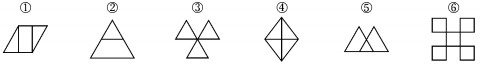 ① ② ③ ④ ⑤ ⑥